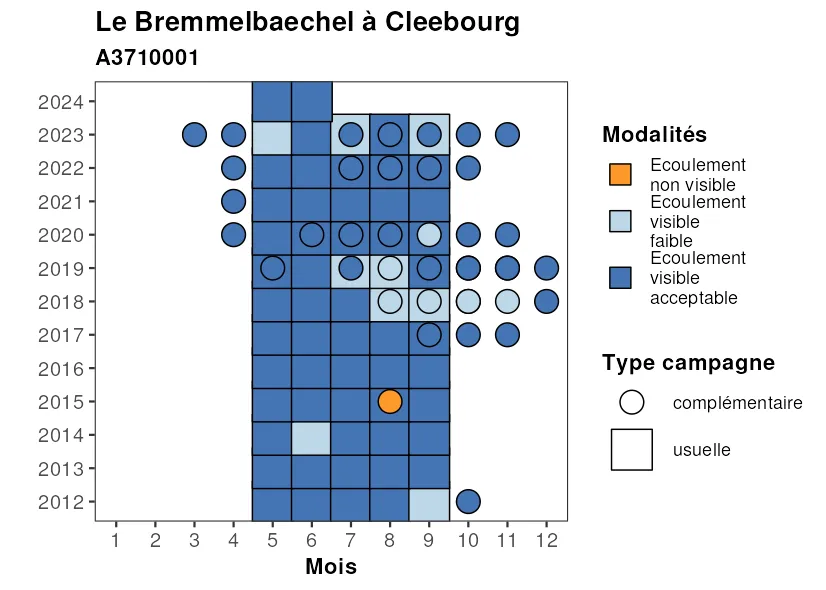 Le Bremmelbaechel à Cleebourg
A3710001
2024
2023
2022
2021
2020
2019
2018
2017
2016
2015
2014
2013
2012
1 2 3 4 5 6 7 8 9 10 11 12
Mois
Modalités
Ecoulement
non visible
Ecoulement
visible
faible
Ecoulement
visible
acceptable
Type campagne
complémentaire
usuelle